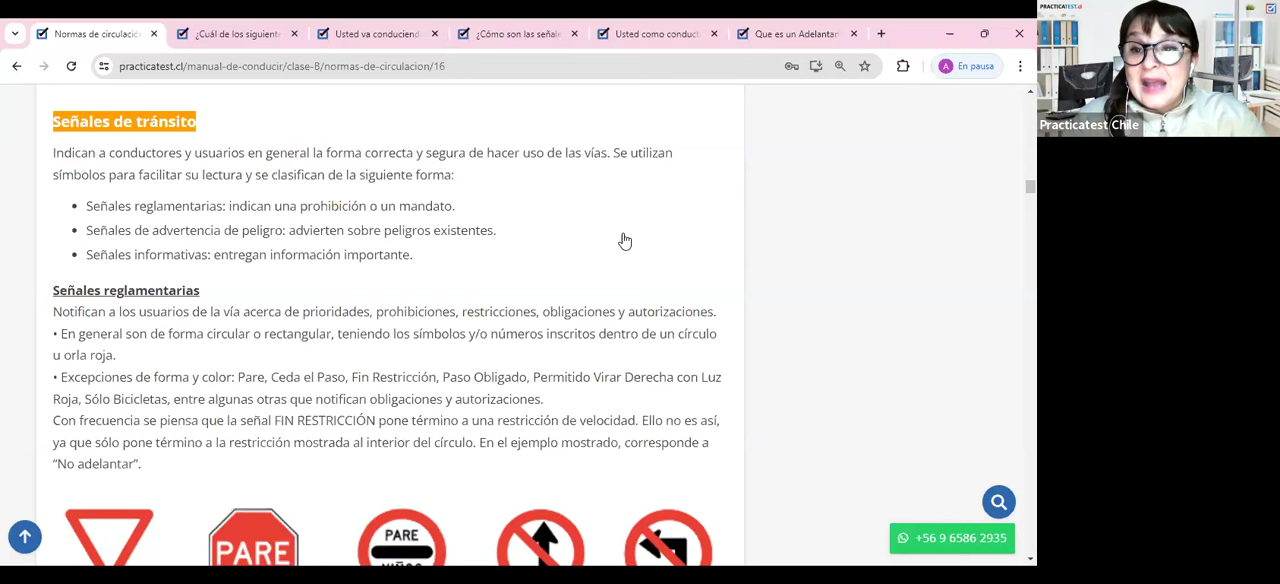 Normas de circulació
¿Cuál de los siguiente
Usted va conduciend
¿Cómo son las señale
Usted como conduct
Que es un Adelantan
practicatest.cl/manual-de-conducir/clase-B/normas-de-circulacion/16
A En pausa
PRACTICATEST.cl
Practicatest Chile
Señales de tránsito
Indican a conductores y usuarios en general la forma correcta y segura de hacer uso de las vías. Se utilizan
símbolos para facilitar su lectura y se clasifican de la siguiente forma:
• Señales reglamentarias: indican una prohibición o un mandato.
• Señales de advertencia de peligro: advierten sobre peligros existentes.
• Señales informativas: entregan información importante.
Señales reglamentarias
Notifican a los usuarios de la vía acerca de prioridades, prohibiciones, restricciones, obligaciones y autorizaciones.
• En general son de forma circular o rectangular, teniendo los símbolos y/o números inscritos dentro de un círculo
u orla roja.
• Excepciones de forma y color: Pare, Ceda el Paso, Fin Restricción, Paso Obligado, Permitido Virar Derecha con Luz
Roja, Sólo Bicicletas, entre algunas otras que notifican obligaciones y autorizaciones.
Con frecuencia se piensa que la señal FIN RESTRICCIÓN pone término a una restricción de velocidad. Ello no es así,
ya que sólo pone término a la restricción mostrada al interior del círculo. En el ejemplo mostrado, corresponde a
“No adelantar”.
PARE
PARE
NIÑOS
+56 9 6586 2935